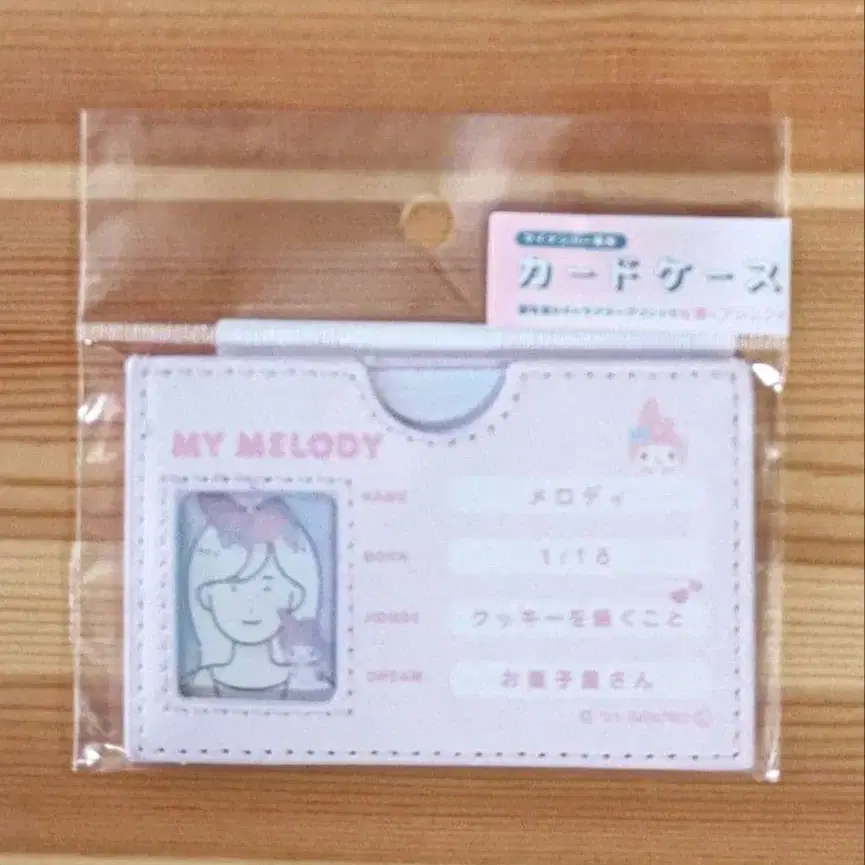 カードケース
MY MELODY
NAME メロディ
BORN 1/18
HOBBY クッキーを焼くこと
DREAM お菓子屋さん